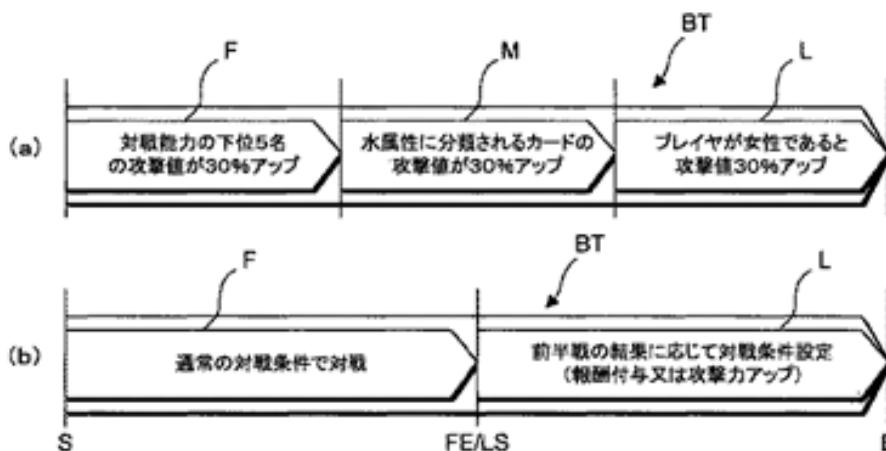 F
M
BT
L
(a)
対戦能力の下位5名
の攻撃値が30%アップ
水属性に分類されるカードの
攻撃値が30%アップ
プレイヤが女性であると
攻撃値30%アップ
F
BT
L
(b)
通常の対戦条件で対戦
前半戦の結果に応じて対戦条件設定
(報酬付与又は攻撃力アップ)
S
FE/LS